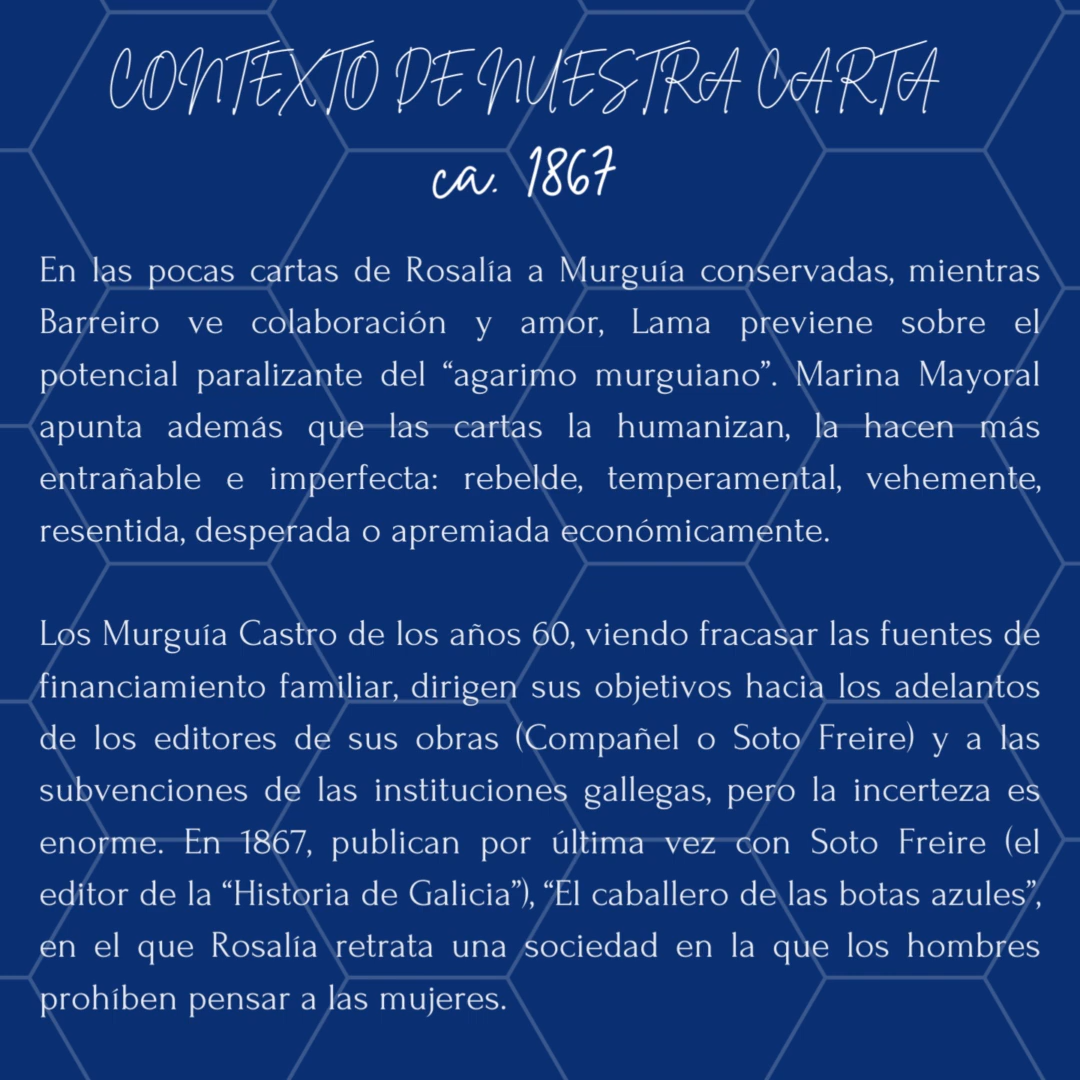 CONTEXTO DE NUESTRA CARTA
ca. 1867
En las pocas cartas de Rosalía a Murguía conservadas, mientras
Barreiro ve colaboración y amor, Lama previene sobre el
potencial paralizante del “agarimo murguiano”. Marina Mayoral
apunta además que las cartas la humanizan, la hacen más
entrañable e imperfecta: rebelde, temperamental, vehemente,
resentida, desperada o apremiada económicamente.
Los Murguía Castro de los años 60, viendo fracasar las fuentes de
financiamiento familiar, dirigen sus objetivos hacia los adelantos
de los editores de sus obras (Compañel o Soto Freire) y a las
subvenciones de las instituciones gallegas, pero la incerteza es
enorme. En 1867, publican por última vez con Soto Freire (el
editor de la “Historia de Galicia”), “El caballero de las botas azules”,
en el que Rosalía retrata una sociedad en la que los hombres
prohíben pensar a las mujeres.